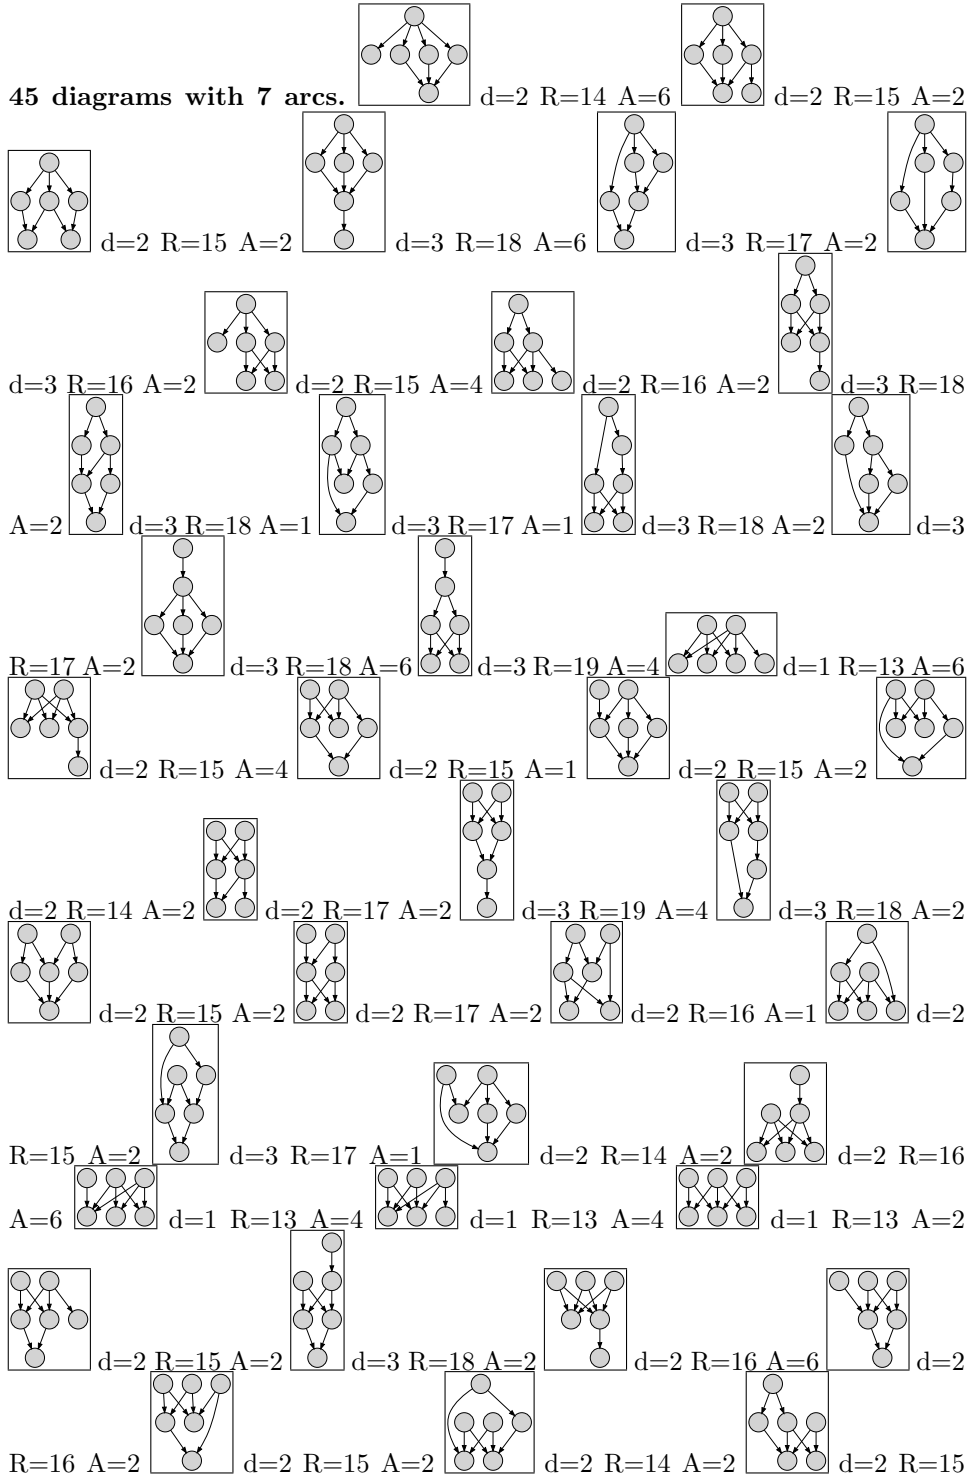 45 diagrams with 7 arcs. d=2 R=14 A=6 d=2 R=15 A=2
d=2 R=15 A=2 d=3 R=18 A=6 d=3 R=17 A=2
d=3 R=16 A=2 d=2 R=15 A=4 d=2 R=16 A=2 d=3 R=18
A=2 d=3 R=18 A=1 d=3 R=17 A=1 d=3 R=18 A=2 d=3
R=17 A=2 d=3 R=18 A=6 d=3 R=19 A=4 d=1 R=13 A=6
d=2 R=15 A=4 d=2 R=15 A=1 d=2 R=15 A=2
d=2 R=14 A=2 d=2 R=17 A=2 d=3 R=19 A=4 d=3 R=18 A=2
d=2 R=15 A=2 d=2 R=17 A=2 d=2 R=16 A=1 d=2
R=15 A=2 d=3 R=17 A=1 d=2 R=14 A=2 d=2 R=16
A=6 d=1 R=13 A=4 d=1 R=13 A=4 d=1 R=13 A=2
d=2 R=15 A=2 d=3 R=18 A=2 d=2 R=16 A=6 d=2
R=16 A=2 d=2 R=15 A=2 d=2 R=14 A=2 d=2 R=15